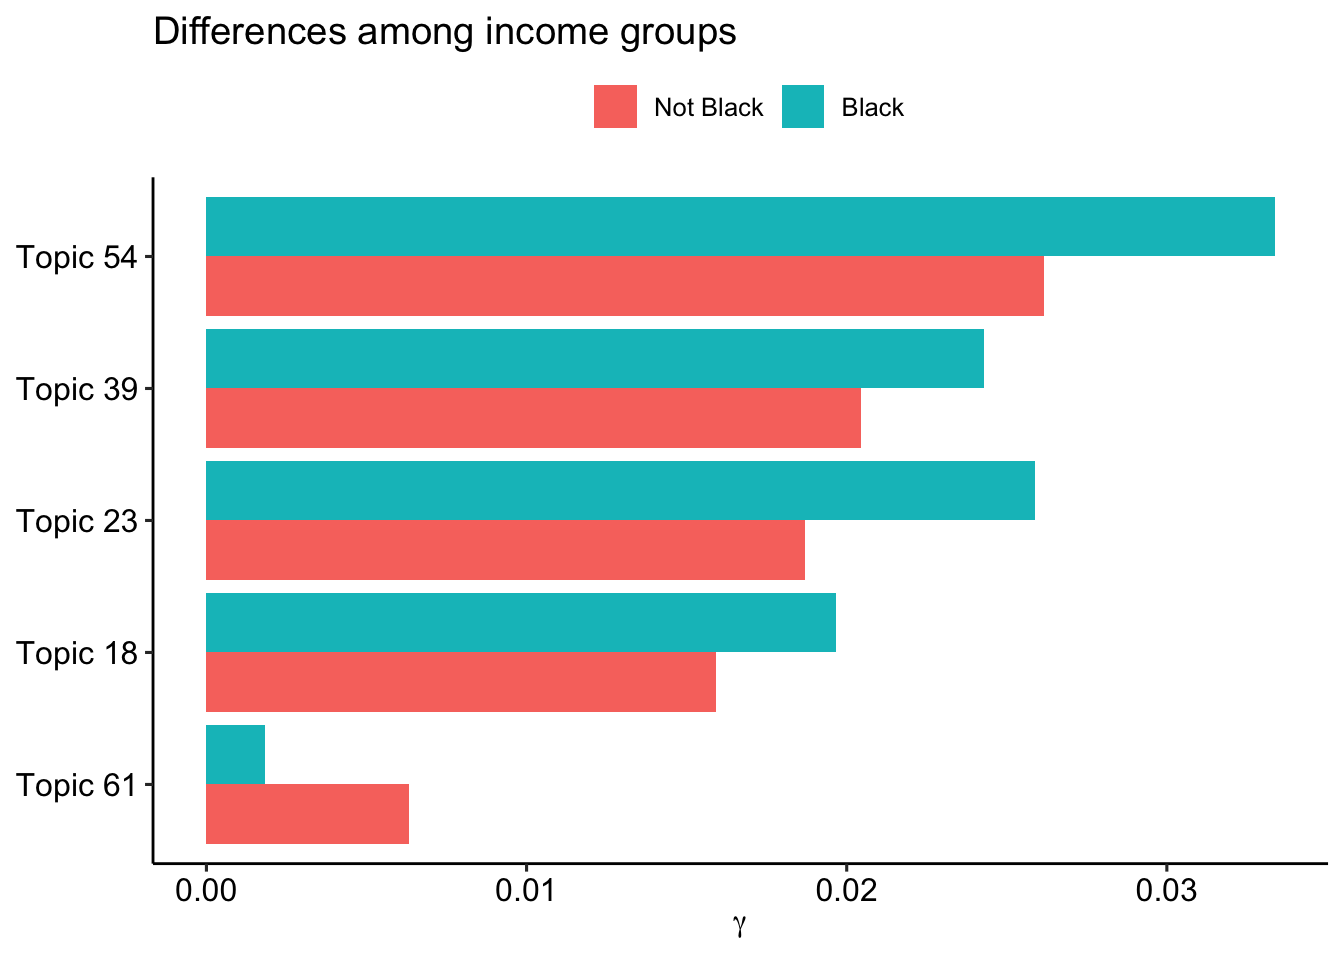 Differences among income groups
Not Black Black
Topic 54
Topic 39
Topic 23
Topic 18
Topic 61
0.00 0.01 0.02 0.03
γ